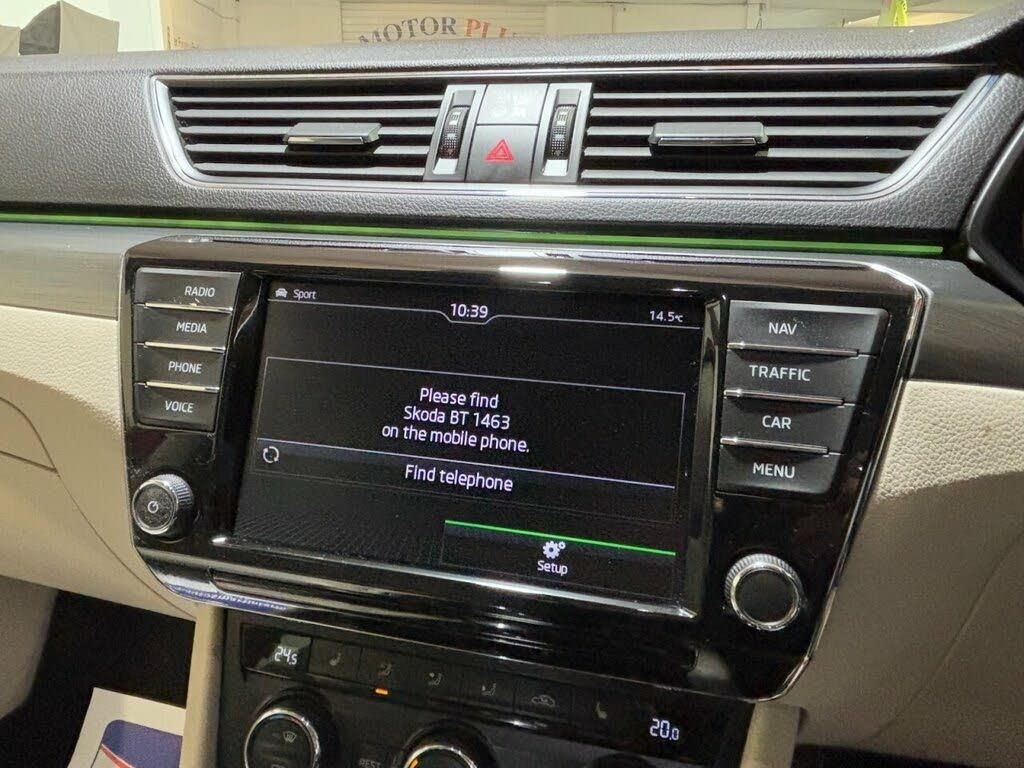 MOTOR PLU
RADIO
MEDIA
PHONE
VOICE
Sport
10:39
14.5°C
Please find
Skoda BT 1463
on the mobile phone.
Find telephone
Setup
NAV
TRAFFIC
CAR
MENU
24.5
20.0
REST